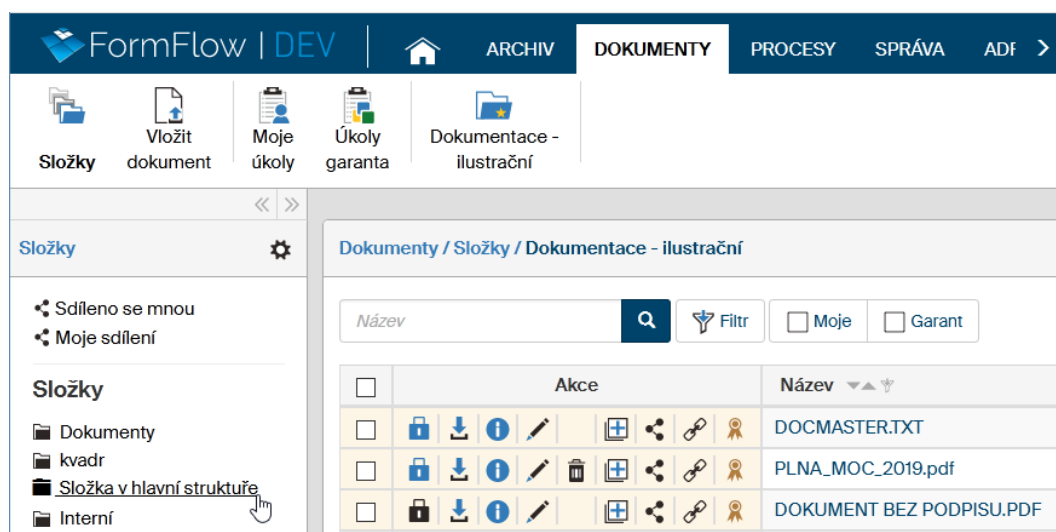 FormFlow | DEV
ARCHIV
DOKUMENTY
PROCESY
SPRÁVA
ADF
Složky
Vložit
dokument
Moje
úkoly
Úkoly
garanta
Dokumentace -
ilustrační
Složky
Dokumenty / Složky / Dokumentace - ilustrační
Sdíleno se mnou
Moje sdílení
Název
Filtr
Moje
Garant
Složky
Akce
Název
Dokumenty
DOCMASTER.TXT
kvadr
PLNA_MOC_2019.pdf
Složka v hlavní struktuře
DOKUMENT BEZ PODPISU.PDF
Interní